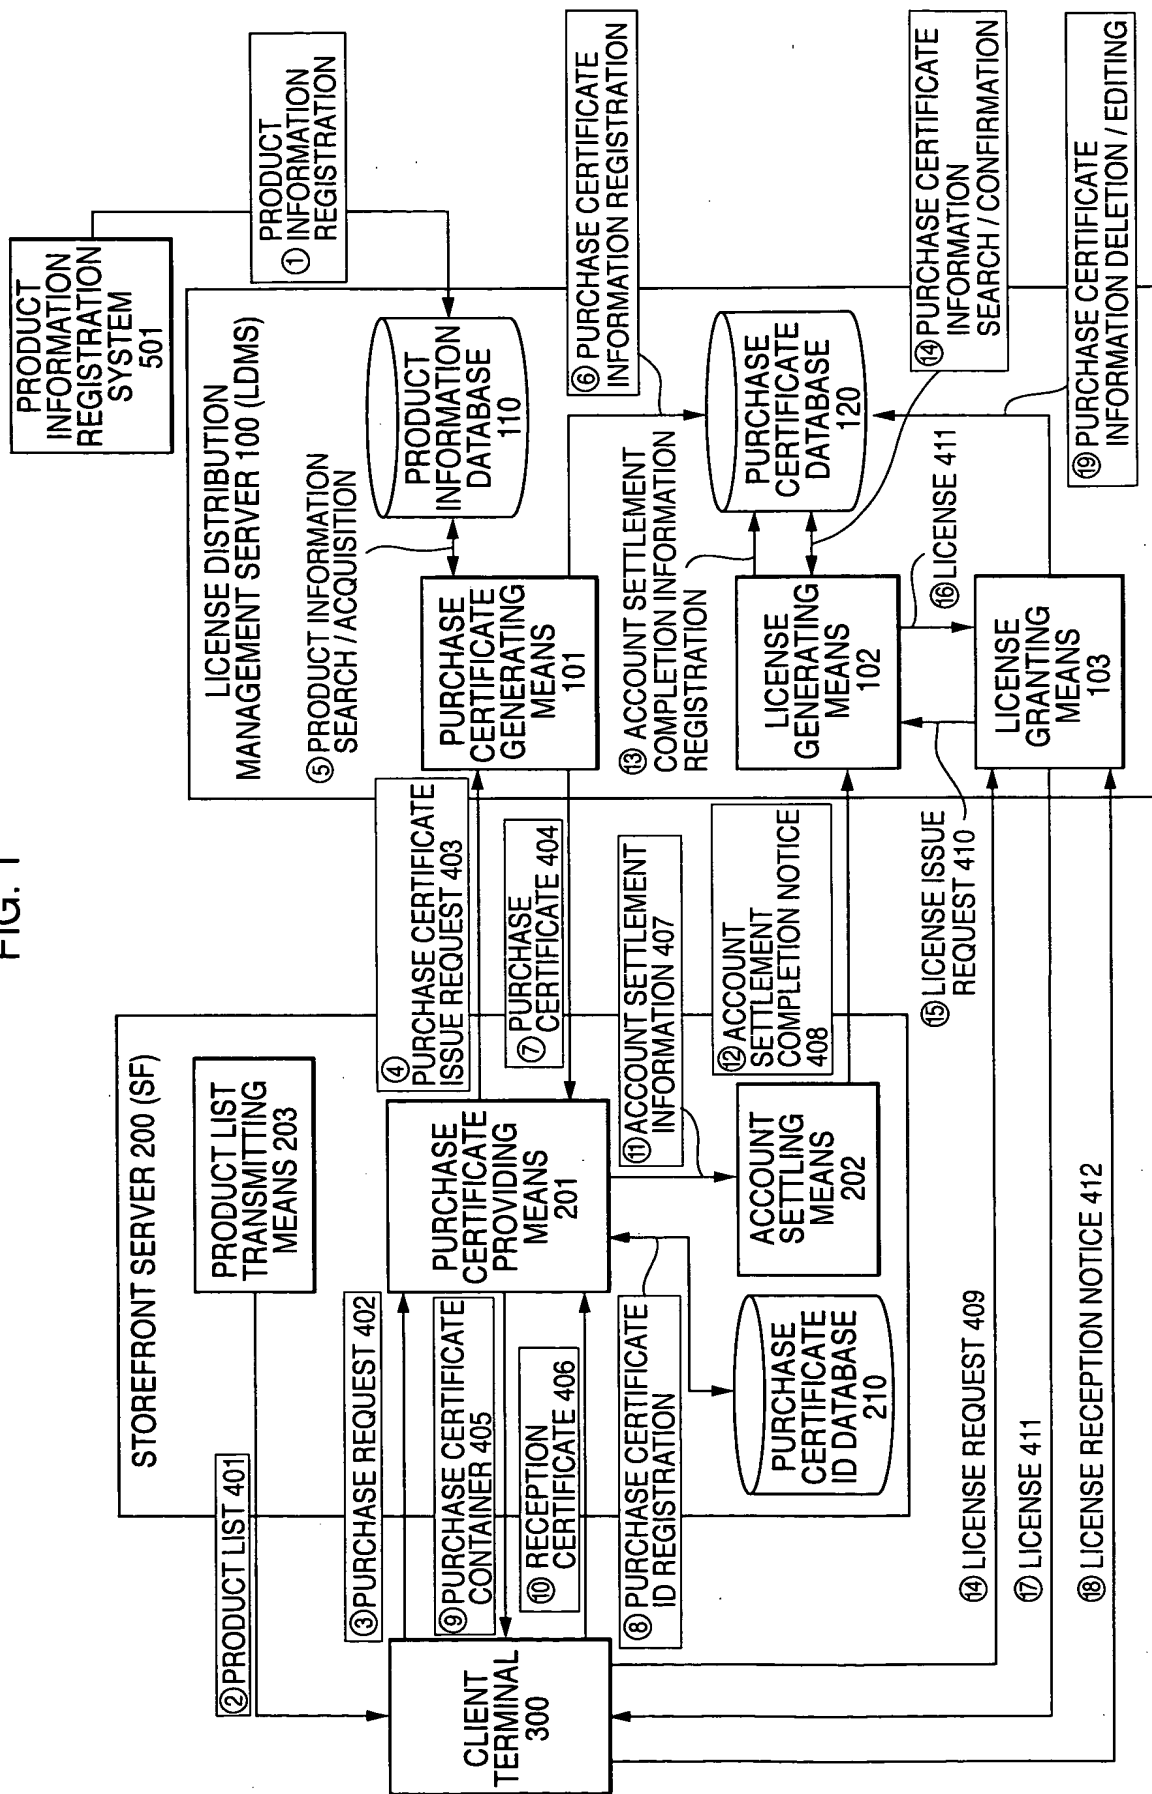 FIG. 1
PRODUCT
INFORMATION
REGISTRATION
SYSTEM
501
PRODUCT
① INFORMATION
REGISTRATION
LICENSE DISTRIBUTION
MANAGEMENT SERVER 100 (LDMS)
⑤ PRODUCT INFORMATION
SEARCH / ACQUISITION
PRODUCT
INFORMATION
DATABASE
110
PURCHASE
CERTIFICATE
GENERATING
MEANS
101
⑥ PURCHASE CERTIFICATE
INFORMATION REGISTRATION
⑬ ACCOUNT SETTLEMENT
COMPLETION INFORMATION
REGISTRATION
PURCHASE
CERTIFICATE
DATABASE
120
⑭ PURCHASE CERTIFICATE
INFORMATION
SEARCH / CONFIRMATION
LICENSE
GENERATING
MEANS
102
⑯ LICENSE 411
LICENSE
GRANTING
MEANS
103
⑲ PURCHASE CERTIFICATE
INFORMATION DELETION / EDITING
STOREFRONT SERVER 200 (SF)
PRODUCT LIST
TRANSMITTING
MEANS 203
④
PURCHASE CERTIFICATE
ISSUE REQUEST 403
⑦ PURCHASE
CERTIFICATE 404
PURCHASE
CERTIFICATE
PROVIDING
MEANS
201
⑪ ACCOUNT SETTLEMENT
INFORMATION 407
⑫ ACCOUNT
SETTLEMENT
COMPLETION NOTICE
408
ACCOUNT
SETTLING
MEANS
202
⑮ LICENSE ISSUE
REQUEST 410
② PRODUCT LIST 401
③ PURCHASE REQUEST 402
⑨ PURCHASE CERTIFICATE
CONTAINER 405
⑩ RECEPTION
CERTIFICATE 406
⑧ PURCHASE CERTIFICATE
ID REGISTRATION
PURCHASE
CERTIFICATE
ID DATABASE
210
CLIENT
TERMINAL
300
⑭ LICENSE REQUEST 409
⑰ LICENSE 411
⑱ LICENSE RECEPTION NOTICE 412